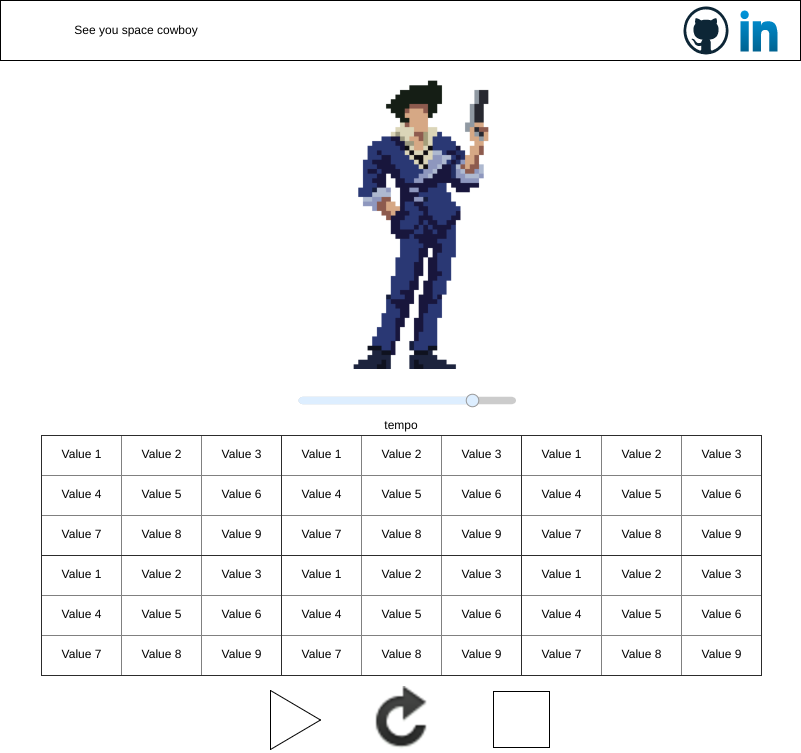 See you space cowboy
in
tempo
Value 1 Value 2 Value 3 Value 1 Value 2 Value 3 Value 1 Value 2 Value 3
Value 4 Value 5 Value 6 Value 4 Value 5 Value 6 Value 4 Value 5 Value 6
Value 7 Value 8 Value 9 Value 7 Value 8 Value 9 Value 7 Value 8 Value 9
Value 1 Value 2 Value 3 Value 1 Value 2 Value 3 Value 1 Value 2 Value 3
Value 4 Value 5 Value 6 Value 4 Value 5 Value 6 Value 4 Value 5 Value 6
Value 7 Value 8 Value 9 Value 7 Value 8 Value 9 Value 7 Value 8 Value 9